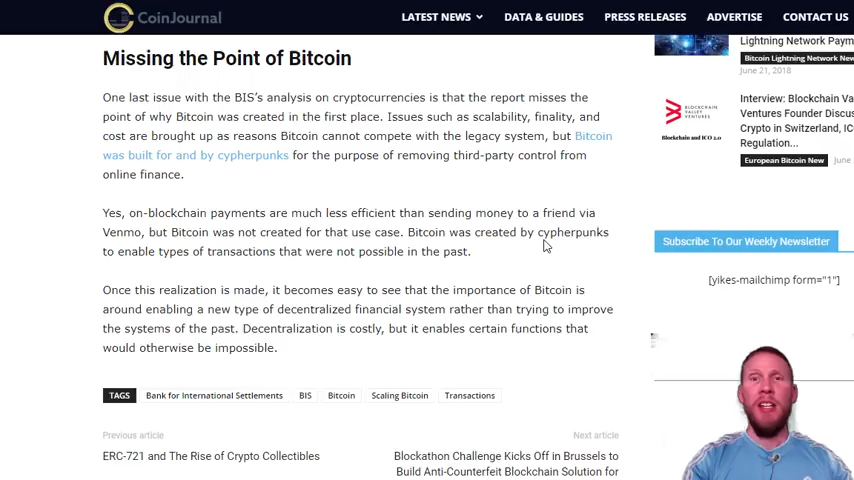 CoinJournal
LATEST NEWS
DATA & GUIDES
PRESS RELEASES
ADVERTISE
CONTACT US
Missing the Point of Bitcoin
One last issue with the BIS's analysis on cryptocurrencies is that the report misses the
point of why Bitcoin was created in the first place. Issues such as scalability, finality, and
cost are brought up as reasons Bitcoin cannot compete with the legacy system, but Bitcoin
was built for and by cypherpunks for the purpose of removing third-party control from
online finance.
Yes, on-blockchain payments are much less efficient than sending money to a friend via
Venmo, but Bitcoin was not created for that use case. Bitcoin was created by cypherpunks
to enable types of transactions that were not possible in the past.
Once this realization is made, it becomes easy to see that the importance of Bitcoin is
around enabling a new type of decentralized financial system rather than trying to improve
the systems of the past. Decentralization is costly, but it enables certain functions that
would otherwise be impossible.
TAGS
Bank for International Settlements
BIS
Bitcoin
Scaling Bitcoin
Transactions
Previous article
ERC-721 and The Rise of Crypto Collectibles
Next article
Blockathon Challenge Kicks Off in Brussels to
Build Anti-Counterfeit Blockchain Solution for
Lightning Network Paym
Bitcoin Lightning Network New
June 21, 2018
BLOCKCHAIN
VALLEY
VENTURES
Blockchain and ICO 2.0
Interview: Blockchain Va
Ventures Founder Discus
Crypto in Switzerland, IC
Regulation...
European Bitcoin New
June
Subscribe To Our Weekly Newsletter
[yikes-mailchimp form="1"]